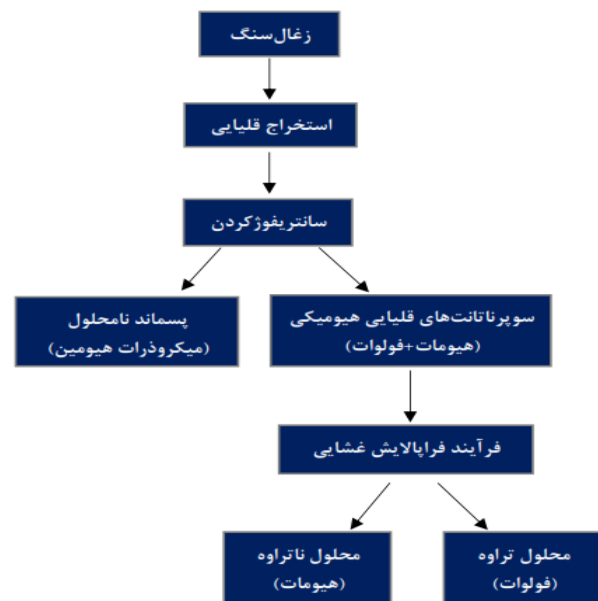 زغال‌سنگ
استخراج قلیایی
سانتریفوژکردن
پسماند نامحلول
(میکروذرات هیومین)
سوپرناتانت‌های قلیایی هیومیکی
(هیومات+فولوات)
فرآیند فراپالایش غشایی
محلول تراوه
(فولوات)
محلول ناتراوه
(هیومات)